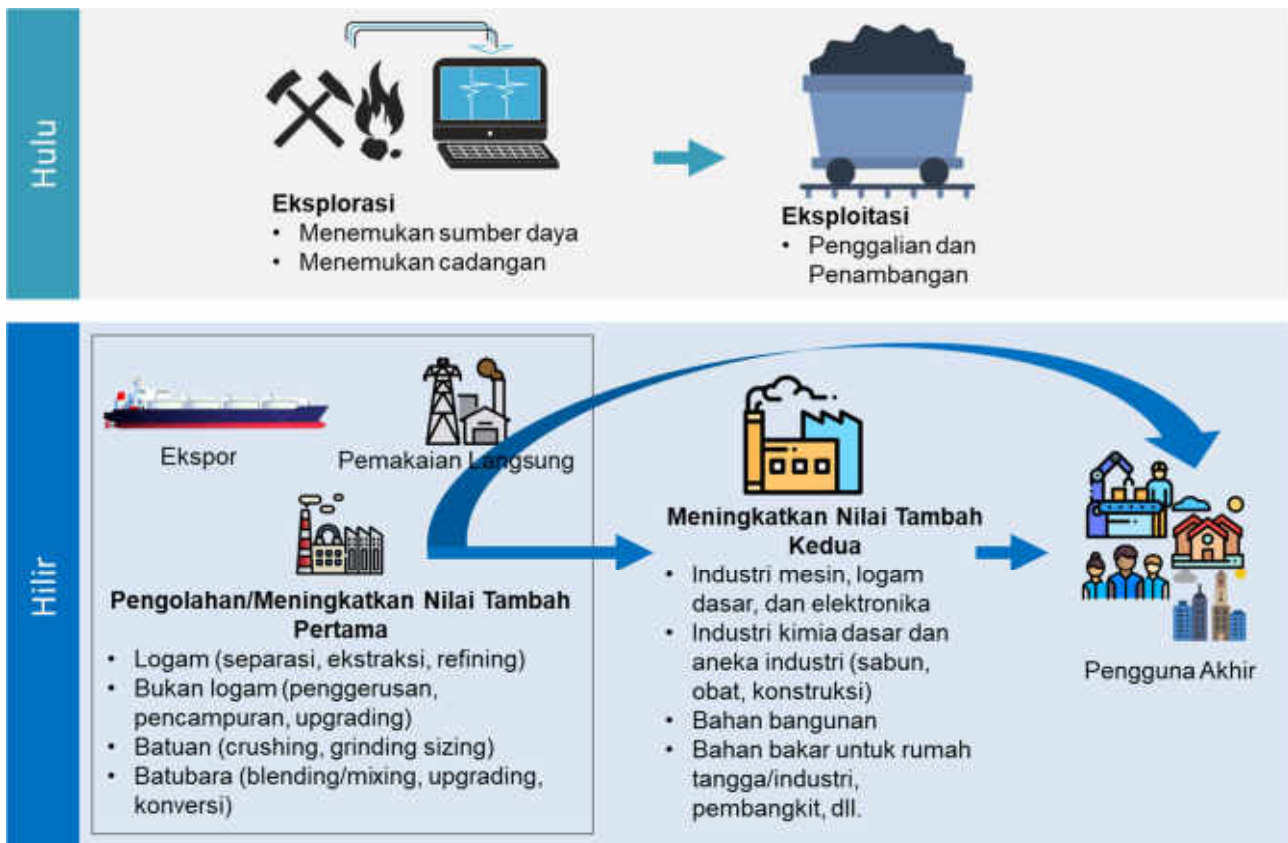 Hulu
Eksplorasi
• Menemukan sumber daya
• Menemukan cadangan
Eksploitasi
• Penggalian dan
Penambangan
Hilir
Ekspor
Pemakaian Langsung
Pengolahan/Meningkatkan Nilai Tambah
Pertama
• Logam (separasi, ekstraksi, refining)
• Bukan logam (penggerusan,
pencampuran, upgrading)
• Batuan (crushing, grinding sizing)
• Batubara (blending/mixing, upgrading,
konversi)
Meningkatkan Nilai Tambah
Kedua
• Industri mesin, logam
dasar, dan elektronika
• Industri kimia dasar dan
aneka industri (sabun,
obat, konstruksi)
• Bahan bangunan
• Bahan bakar untuk rumah
tangga/industri,
pembangkit, dll.
Pengguna Akhir